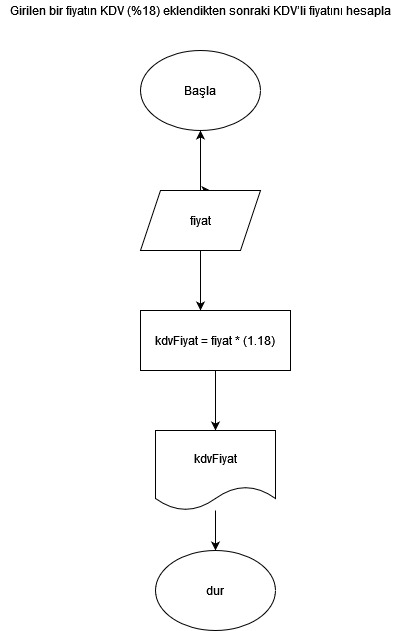 Girilen bir fiyatın KDV (%18) eklendikten sonraki KDV'li fiyatını hesapla
Başla
fiyat
kdvFiyat = fiyat * (1.18)
kdvFiyat
dur